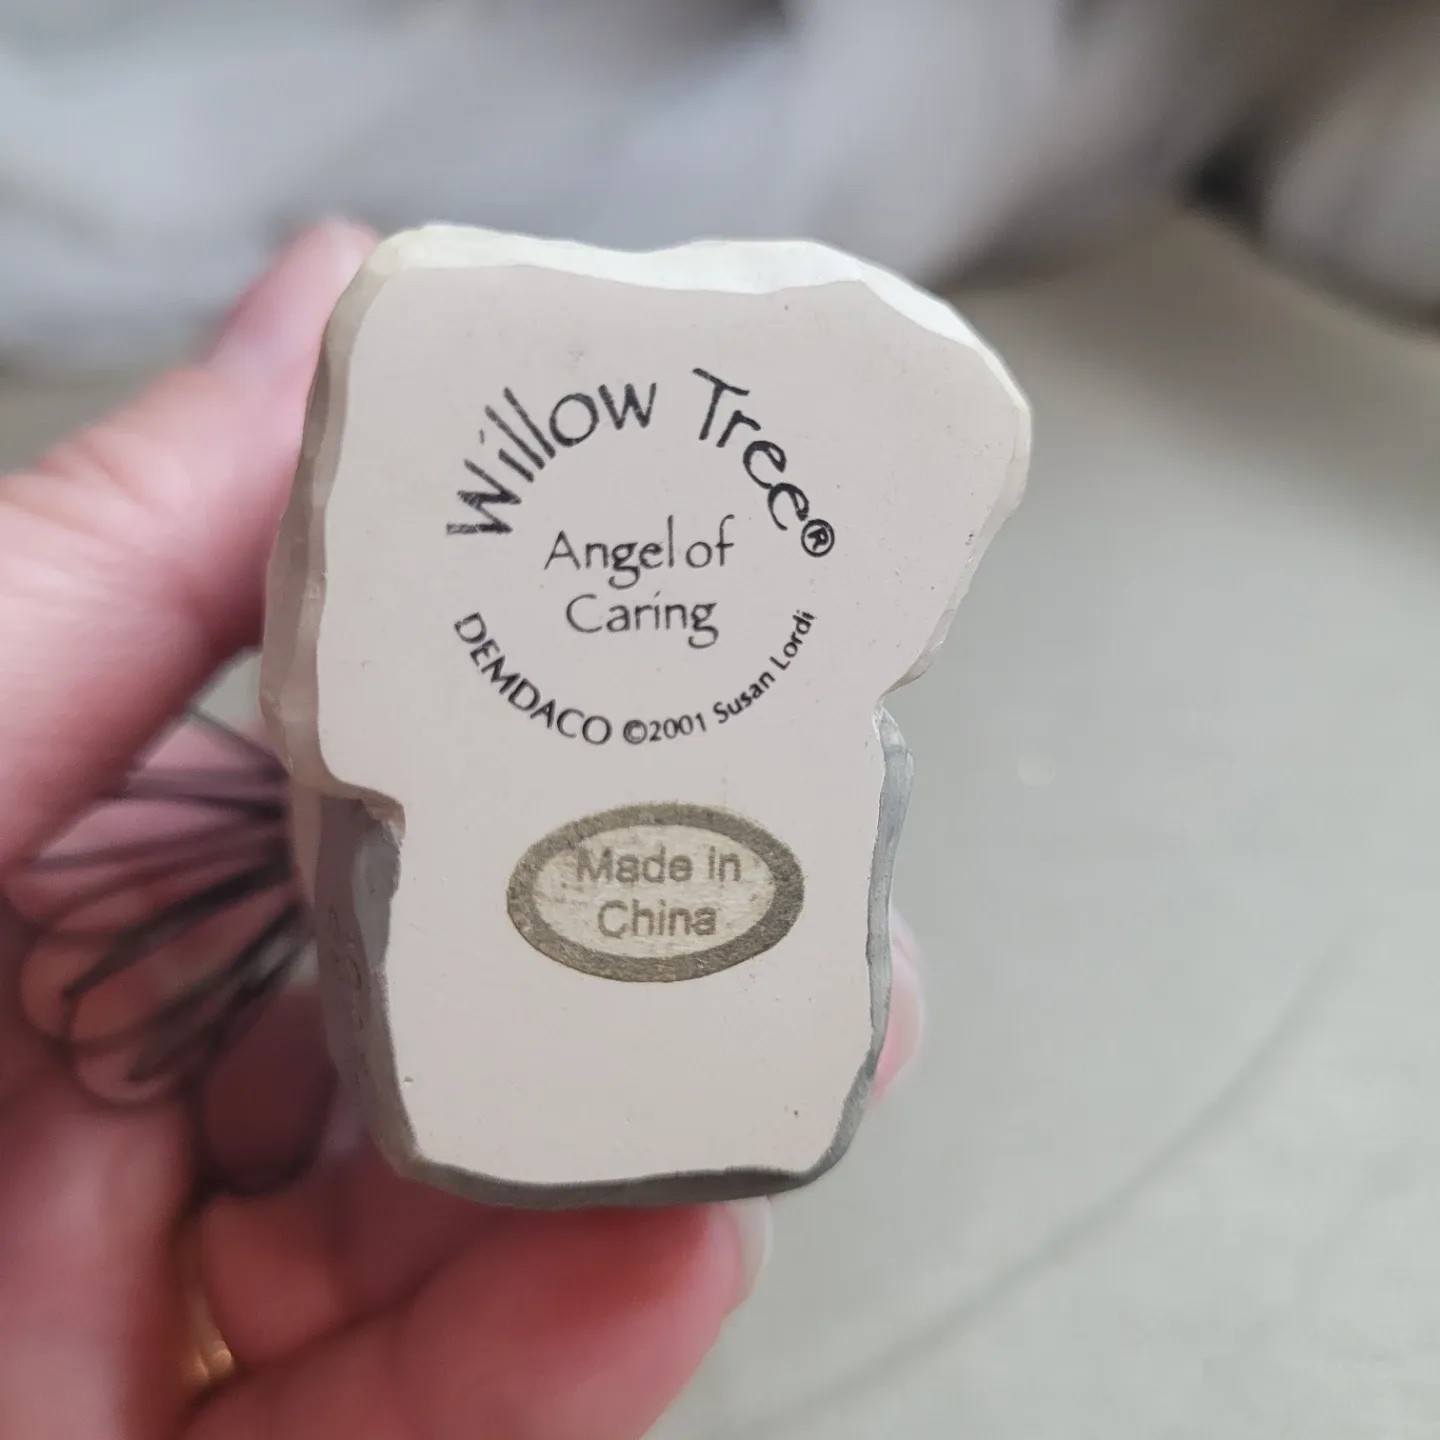 Willow Tree®
Angel of
Caring
DEMDACO ©2001 Susan Lordi
Made in
China